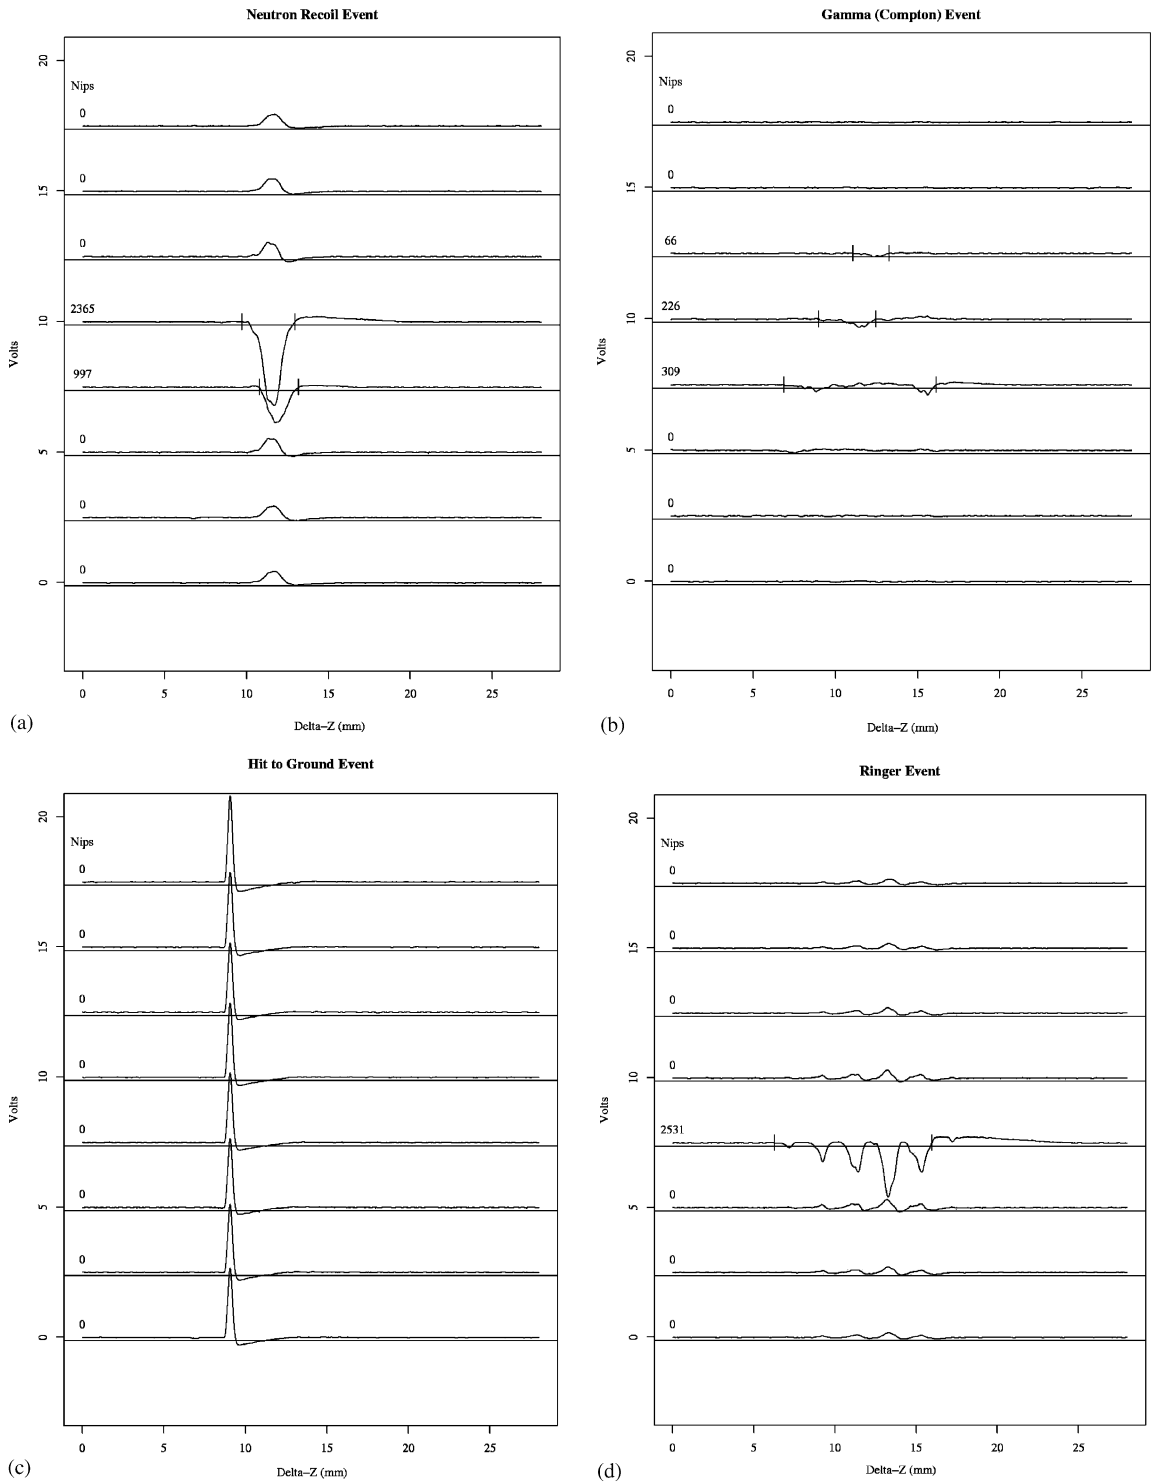 Neutron Recoil Event
20
Nips
0
0
15
0
2365
10
Volts
997
0
5
0
0
0
0 5 10 15 20 25
(a)
Delta–Z (mm)
Gamma (Compton) Event
20
Nips
0
0
15
66
226
10
Volts
309
0
5
0
0
0
0 5 10 15 20 25
(b)
Delta–Z (mm)
Hit to Ground Event
20
Nips
0
0
15
0
0
10
Volts
0
0
5
0
0
0 5 10 15 20 25
(c)
Delta–Z (mm)
Ringer Event
20
Nips
0
0
15
0
0
10
Volts
2531
0
5
0
0
0
0 5 10 15 20 25
(d)
Delta–Z (mm)